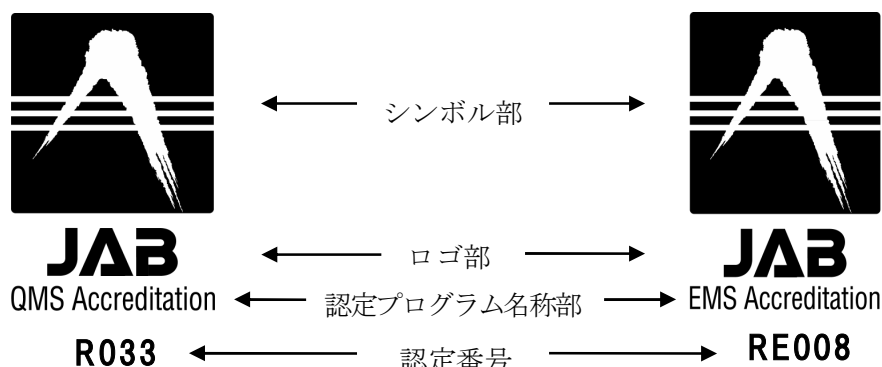 シンボル部
JAB ロゴ部 JAB
QMS Accreditation 認定プログラム名称部 EMS Accreditation
R033 認定番号 RE008